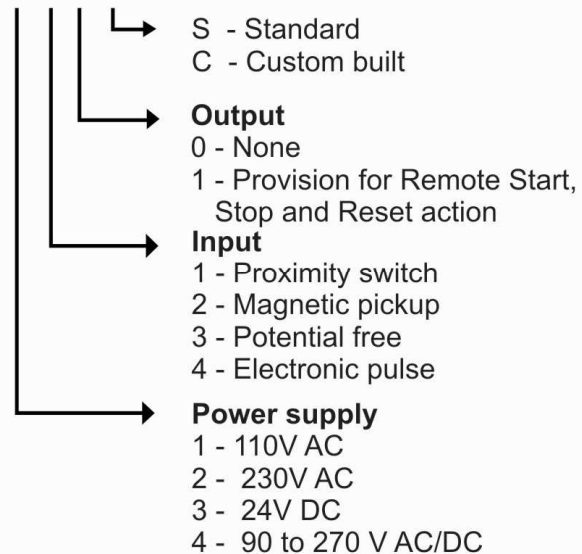 S - Standard
C - Custom built
Output
0 - None
1 - Provision for Remote Start,
Stop and Reset action
Input
1 - Proximity switch
2 - Magnetic pickup
3 - Potential free
4 - Electronic pulse
Power supply
1 - 110V AC
2 - 230V AC
3 - 24V DC
4 - 90 to 270 V AC/DC